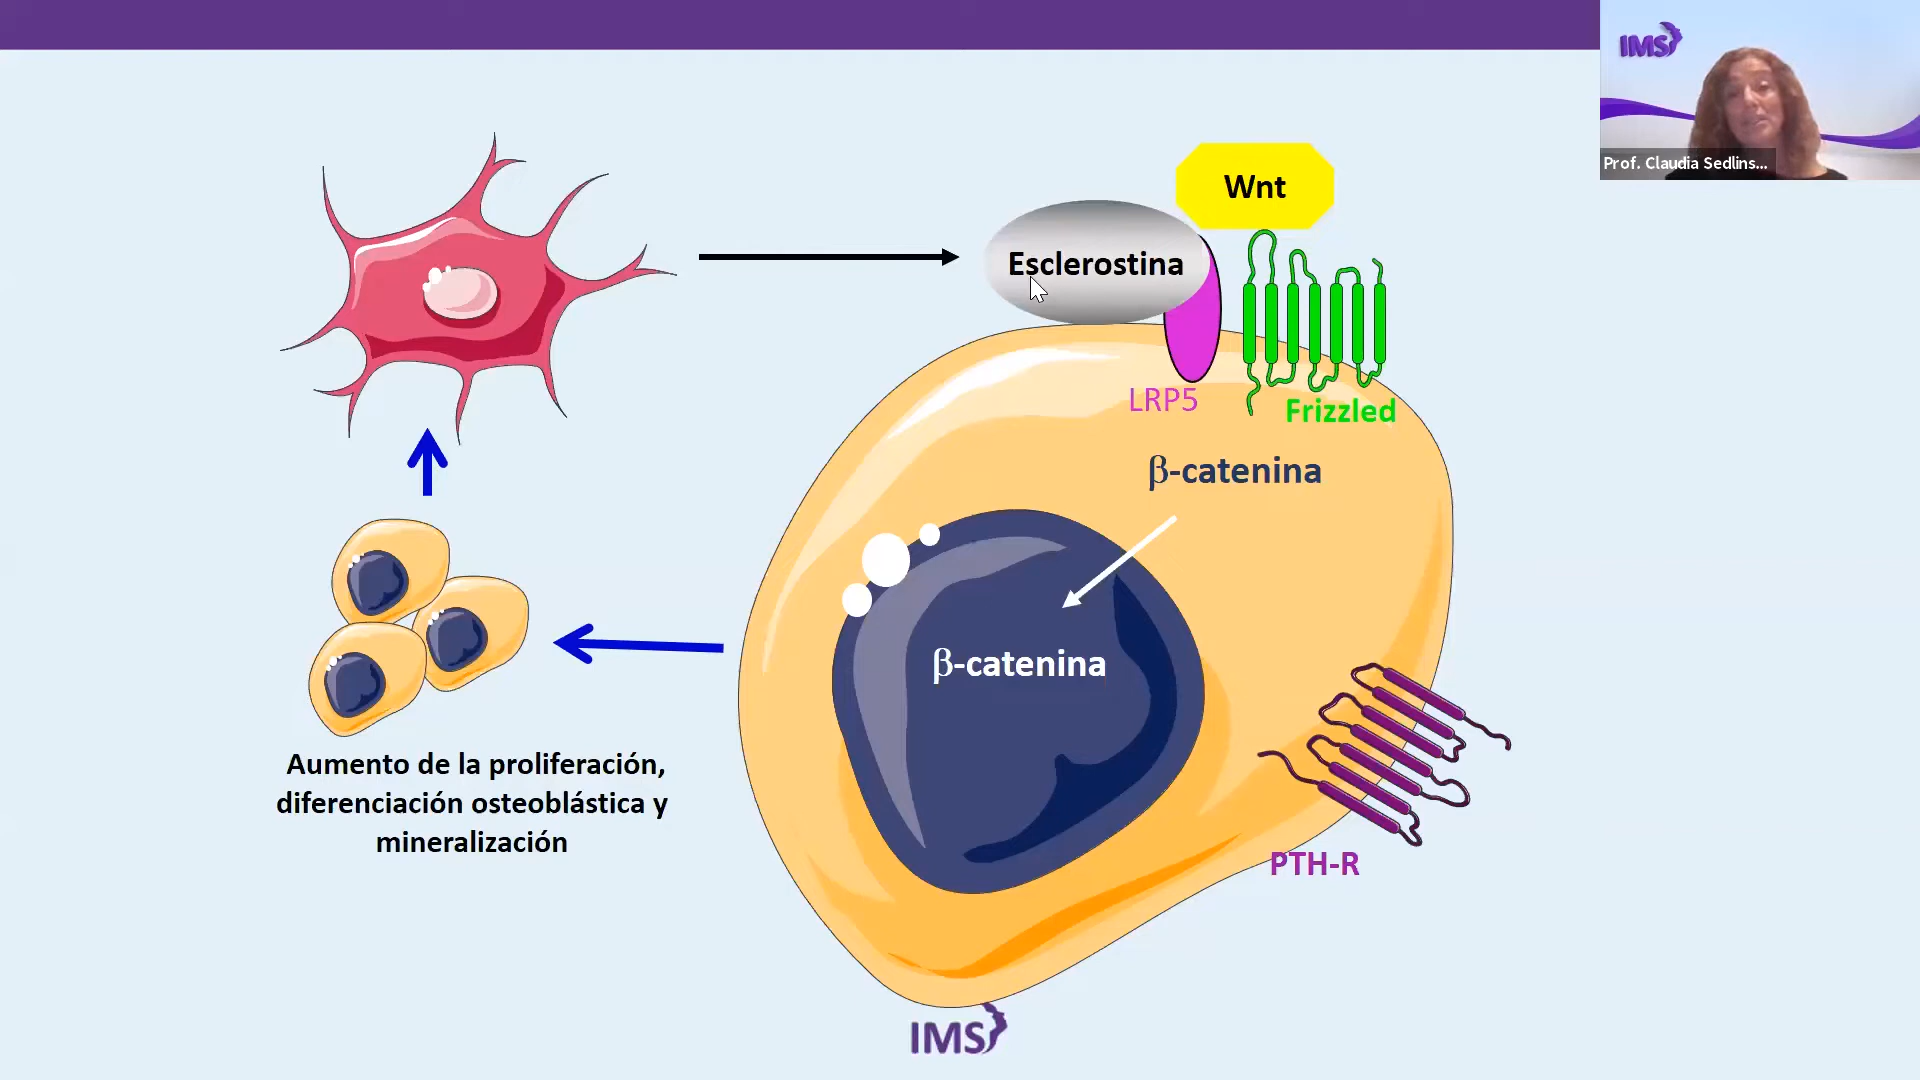 IMS
Prof. Claudia Sedlins...
Wnt
Esclerostina
LRP5
Frizzled
β-catenina
β-catenina
Aumento de la proliferación,
diferenciación osteoblástica y
mineralización
PTH-R
IMS